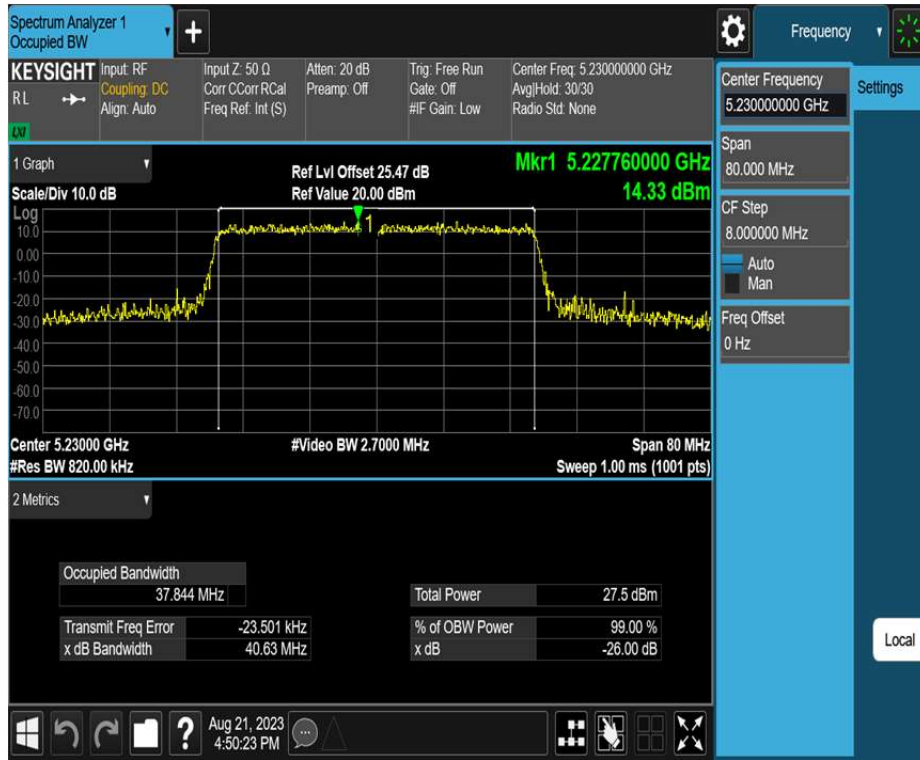 Spectrum Analyzer 1
Occupied BW
+
Frequency
KEYSIGHT
RL
LXI
Input: RF
Coupling: DC
Align: Auto
Input Z: 50 Ω
Corr CCorr RCal
Freq Ref: Int (S)
Atten: 20 dB
Preamp: Off
Trig: Free Run
Gate: Off
#IF Gain: Low
Center Freq: 5.230000000 GHz
Avg|Hold: 30/30
Radio Std: None
Center Frequency
5.230000000 GHz
Settings
Span
80.000 MHz
CF Step
8.000000 MHz
Auto
Man
Freq Offset
0 Hz
Local
1 Graph
Scale/Div 10.0 dB
Ref Lvl Offset 25.47 dB
Ref Value 20.00 dBm
Mkr1 5.227760000 GHz
14.33 dBm
Log
10.0
0.00
-10.0
-20.0
-30.0
-40.0
-50.0
-60.0
-70.0
1
Center 5.23000 GHz
#Video BW 2.7000 MHz
Span 80 MHz
#Res BW 820.00 kHz
Sweep 1.00 ms (1001 pts)
2 Metrics
Occupied Bandwidth
37.844 MHz
Total Power 27.5 dBm
Transmit Freq Error -23.501 kHz
% of OBW Power 99.00 %
x dB Bandwidth 40.63 MHz
x dB -26.00 dB
?
Aug 21, 2023
4:50:23 PM